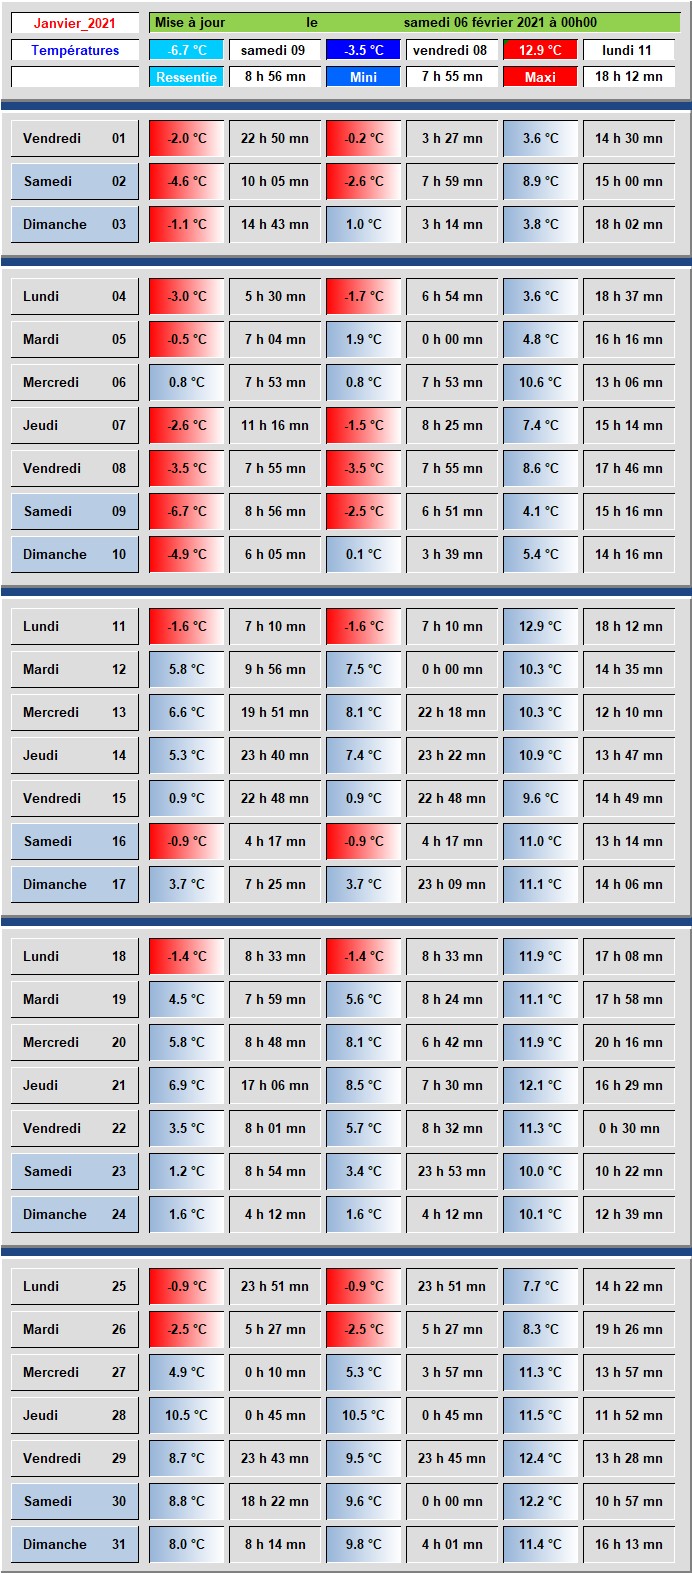 Janvier_2021 Mise à jour le samedi 06 février 2021 à 00h00
Températures -6.7 °C samedi 09 -3.5 °C vendredi 08 12.9 °C lundi 11
Ressentie 8 h 56 mn Mini 7 h 55 mn Maxi 18 h 12 mn
Vendredi 01 -2.0 °C 22 h 50 mn -0.2 °C 3 h 27 mn 3.6 °C 14 h 30 mn
Samedi 02 -4.6 °C 10 h 05 mn -2.6 °C 7 h 59 mn 8.9 °C 15 h 00 mn
Dimanche 03 -1.1 °C 14 h 43 mn 1.0 °C 3 h 14 mn 3.8 °C 18 h 02 mn
Lundi 04 -3.0 °C 5 h 30 mn -1.7 °C 6 h 54 mn 3.6 °C 18 h 37 mn
Mardi 05 -0.5 °C 7 h 04 mn 1.9 °C 0 h 00 mn 4.8 °C 16 h 16 mn
Mercredi 06 0.8 °C 7 h 53 mn 0.8 °C 7 h 53 mn 10.6 °C 13 h 06 mn
Jeudi 07 -2.6 °C 11 h 16 mn -1.5 °C 8 h 25 mn 7.4 °C 15 h 14 mn
Vendredi 08 -3.5 °C 7 h 55 mn -3.5 °C 7 h 55 mn 8.6 °C 17 h 46 mn
Samedi 09 -6.7 °C 8 h 56 mn -2.5 °C 6 h 51 mn 4.1 °C 15 h 16 mn
Dimanche 10 -4.9 °C 6 h 05 mn 0.1 °C 3 h 39 mn 5.4 °C 14 h 16 mn
Lundi 11 -1.6 °C 7 h 10 mn -1.6 °C 7 h 10 mn 12.9 °C 18 h 12 mn
Mardi 12 5.8 °C 9 h 56 mn 7.5 °C 0 h 00 mn 10.3 °C 14 h 35 mn
Mercredi 13 6.6 °C 19 h 51 mn 8.1 °C 22 h 18 mn 10.3 °C 12 h 10 mn
Jeudi 14 5.3 °C 23 h 40 mn 7.4 °C 23 h 22 mn 10.9 °C 13 h 47 mn
Vendredi 15 0.9 °C 22 h 48 mn 0.9 °C 22 h 48 mn 9.6 °C 14 h 49 mn
Samedi 16 -0.9 °C 4 h 17 mn -0.9 °C 4 h 17 mn 11.0 °C 13 h 14 mn
Dimanche 17 3.7 °C 7 h 25 mn 3.7 °C 23 h 09 mn 11.1 °C 14 h 06 mn
Lundi 18 -1.4 °C 8 h 33 mn -1.4 °C 8 h 33 mn 11.9 °C 17 h 08 mn
Mardi 19 4.5 °C 7 h 59 mn 5.6 °C 8 h 24 mn 11.1 °C 17 h 58 mn
Mercredi 20 5.8 °C 8 h 48 mn 8.1 °C 6 h 42 mn 11.9 °C 20 h 16 mn
Jeudi 21 6.9 °C 17 h 06 mn 8.5 °C 7 h 30 mn 12.1 °C 16 h 29 mn
Vendredi 22 3.5 °C 8 h 01 mn 5.7 °C 8 h 32 mn 11.3 °C 0 h 30 mn
Samedi 23 1.2 °C 8 h 54 mn 3.4 °C 23 h 53 mn 10.0 °C 10 h 22 mn
Dimanche 24 1.6 °C 4 h 12 mn 1.6 °C 4 h 12 mn 10.1 °C 12 h 39 mn
Lundi 25 -0.9 °C 23 h 51 mn -0.9 °C 23 h 51 mn 7.7 °C 14 h 22 mn
Mardi 26 -2.5 °C 5 h 27 mn -2.5 °C 5 h 27 mn 8.3 °C 19 h 26 mn
Mercredi 27 4.9 °C 0 h 10 mn 5.3 °C 3 h 57 mn 11.3 °C 13 h 57 mn
Jeudi 28 10.5 °C 0 h 45 mn 10.5 °C 0 h 45 mn 11.5 °C 11 h 52 mn
Vendredi 29 8.7 °C 23 h 43 mn 9.5 °C 23 h 45 mn 12.4 °C 13 h 28 mn
Samedi 30 8.8 °C 18 h 22 mn 9.6 °C 0 h 00 mn 12.2 °C 10 h 57 mn
Dimanche 31 8.0 °C 8 h 14 mn 9.8 °C 4 h 01 mn 11.4 °C 16 h 13 mn